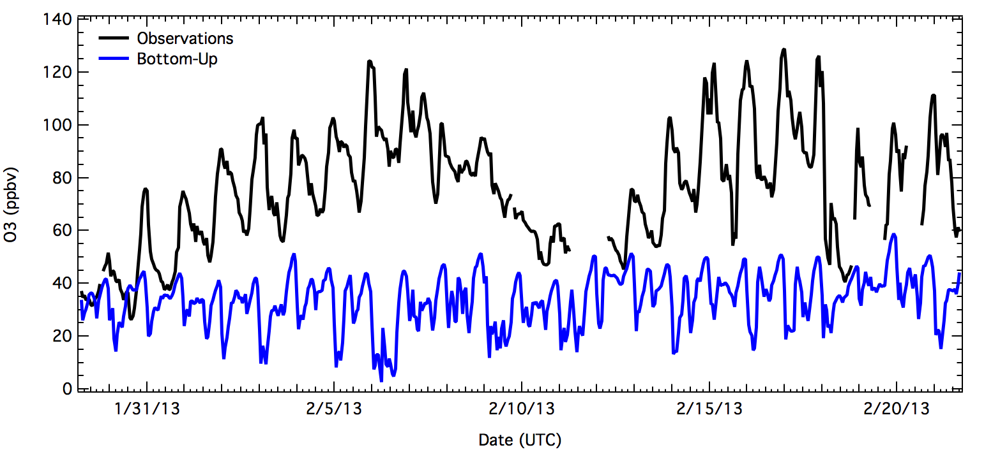 140
120
100
80
60
40
20
0
O3 (ppbv)
Observations
Bottom-Up
1/31/13 2/5/13 2/10/13 2/15/13 2/20/13
Date (UTC)